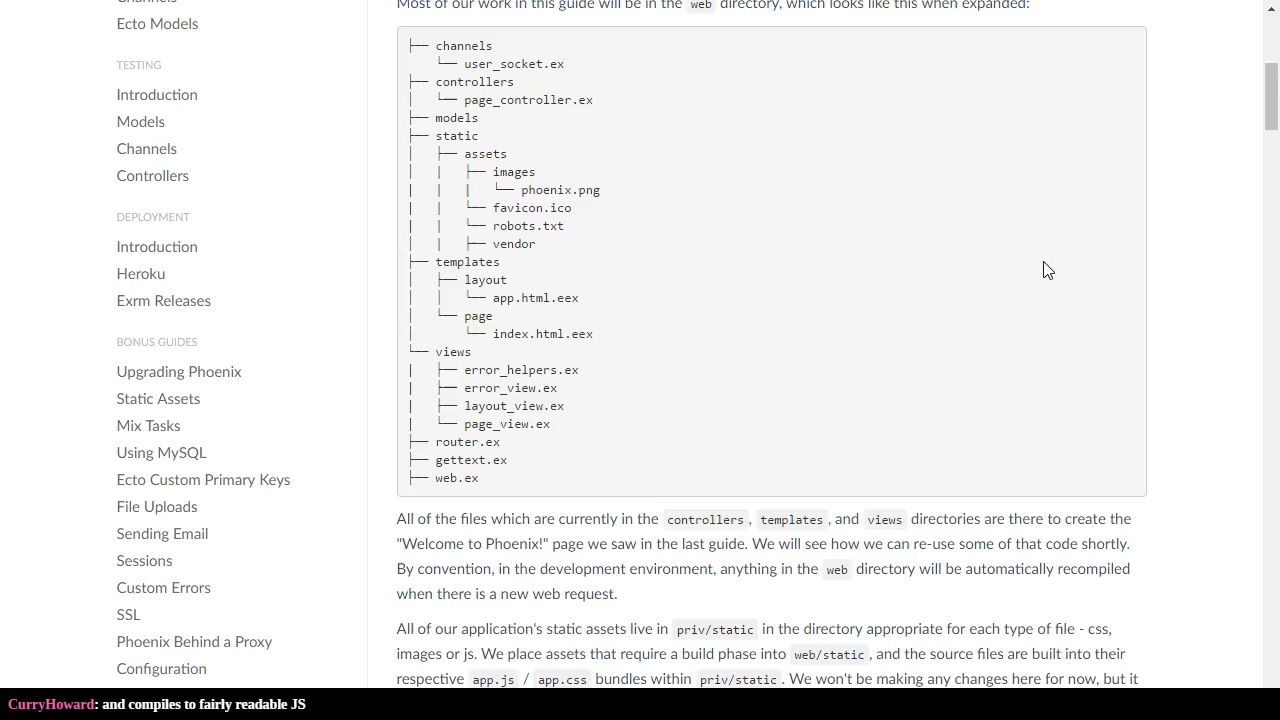 Channels
Ecto Models
TESTING
Introduction
Models
Channels
Controllers
DEPLOYMENT
Introduction
Heroku
Exrm Releases
BONUS GUIDES
Upgrading Phoenix
Static Assets
Mix Tasks
Using MySQL
Ecto Custom Primary Keys
File Uploads
Sending Email
Sessions
Custom Errors
SSL
Phoenix Behind a Proxy
Configuration
Most of our work in this guide will be in the web directory, which looks like this when expanded:
├── channels
    └── user_socket.ex
├── controllers
│   └── page_controller.ex
├── models
├── static
│   ├── assets
│   │   ├── images
|   |   |   └── phoenix.png
|   |   └── favicon.ico
|   |   └── robots.txt
|   |   ├── vendor
├── templates
│   ├── layout
│   │   └── app.html.eex
│   └── page
│       └── index.html.eex
└── views
|   ├── error_helpers.ex
|   ├── error_view.ex
|   ├── layout_view.ex
|   └── page_view.ex
├── router.ex
├── gettext.ex
├── web.ex
All of the files which are currently in the controllers, templates, and views directories are there to create the
"Welcome to Phoenix!" page we saw in the last guide. We will see how we can re-use some of that code shortly.
By convention, in the development environment, anything in the web directory will be automatically recompiled
when there is a new web request.
All of our application's static assets live in priv/static in the directory appropriate for each type of file - css,
images or js. We place assets that require a build phase into web/static, and the source files are built into their
respective app.js / app.css bundles within priv/static. We won't be making any changes here for now, but it
CurryHoward: and compiles to fairly readable JS